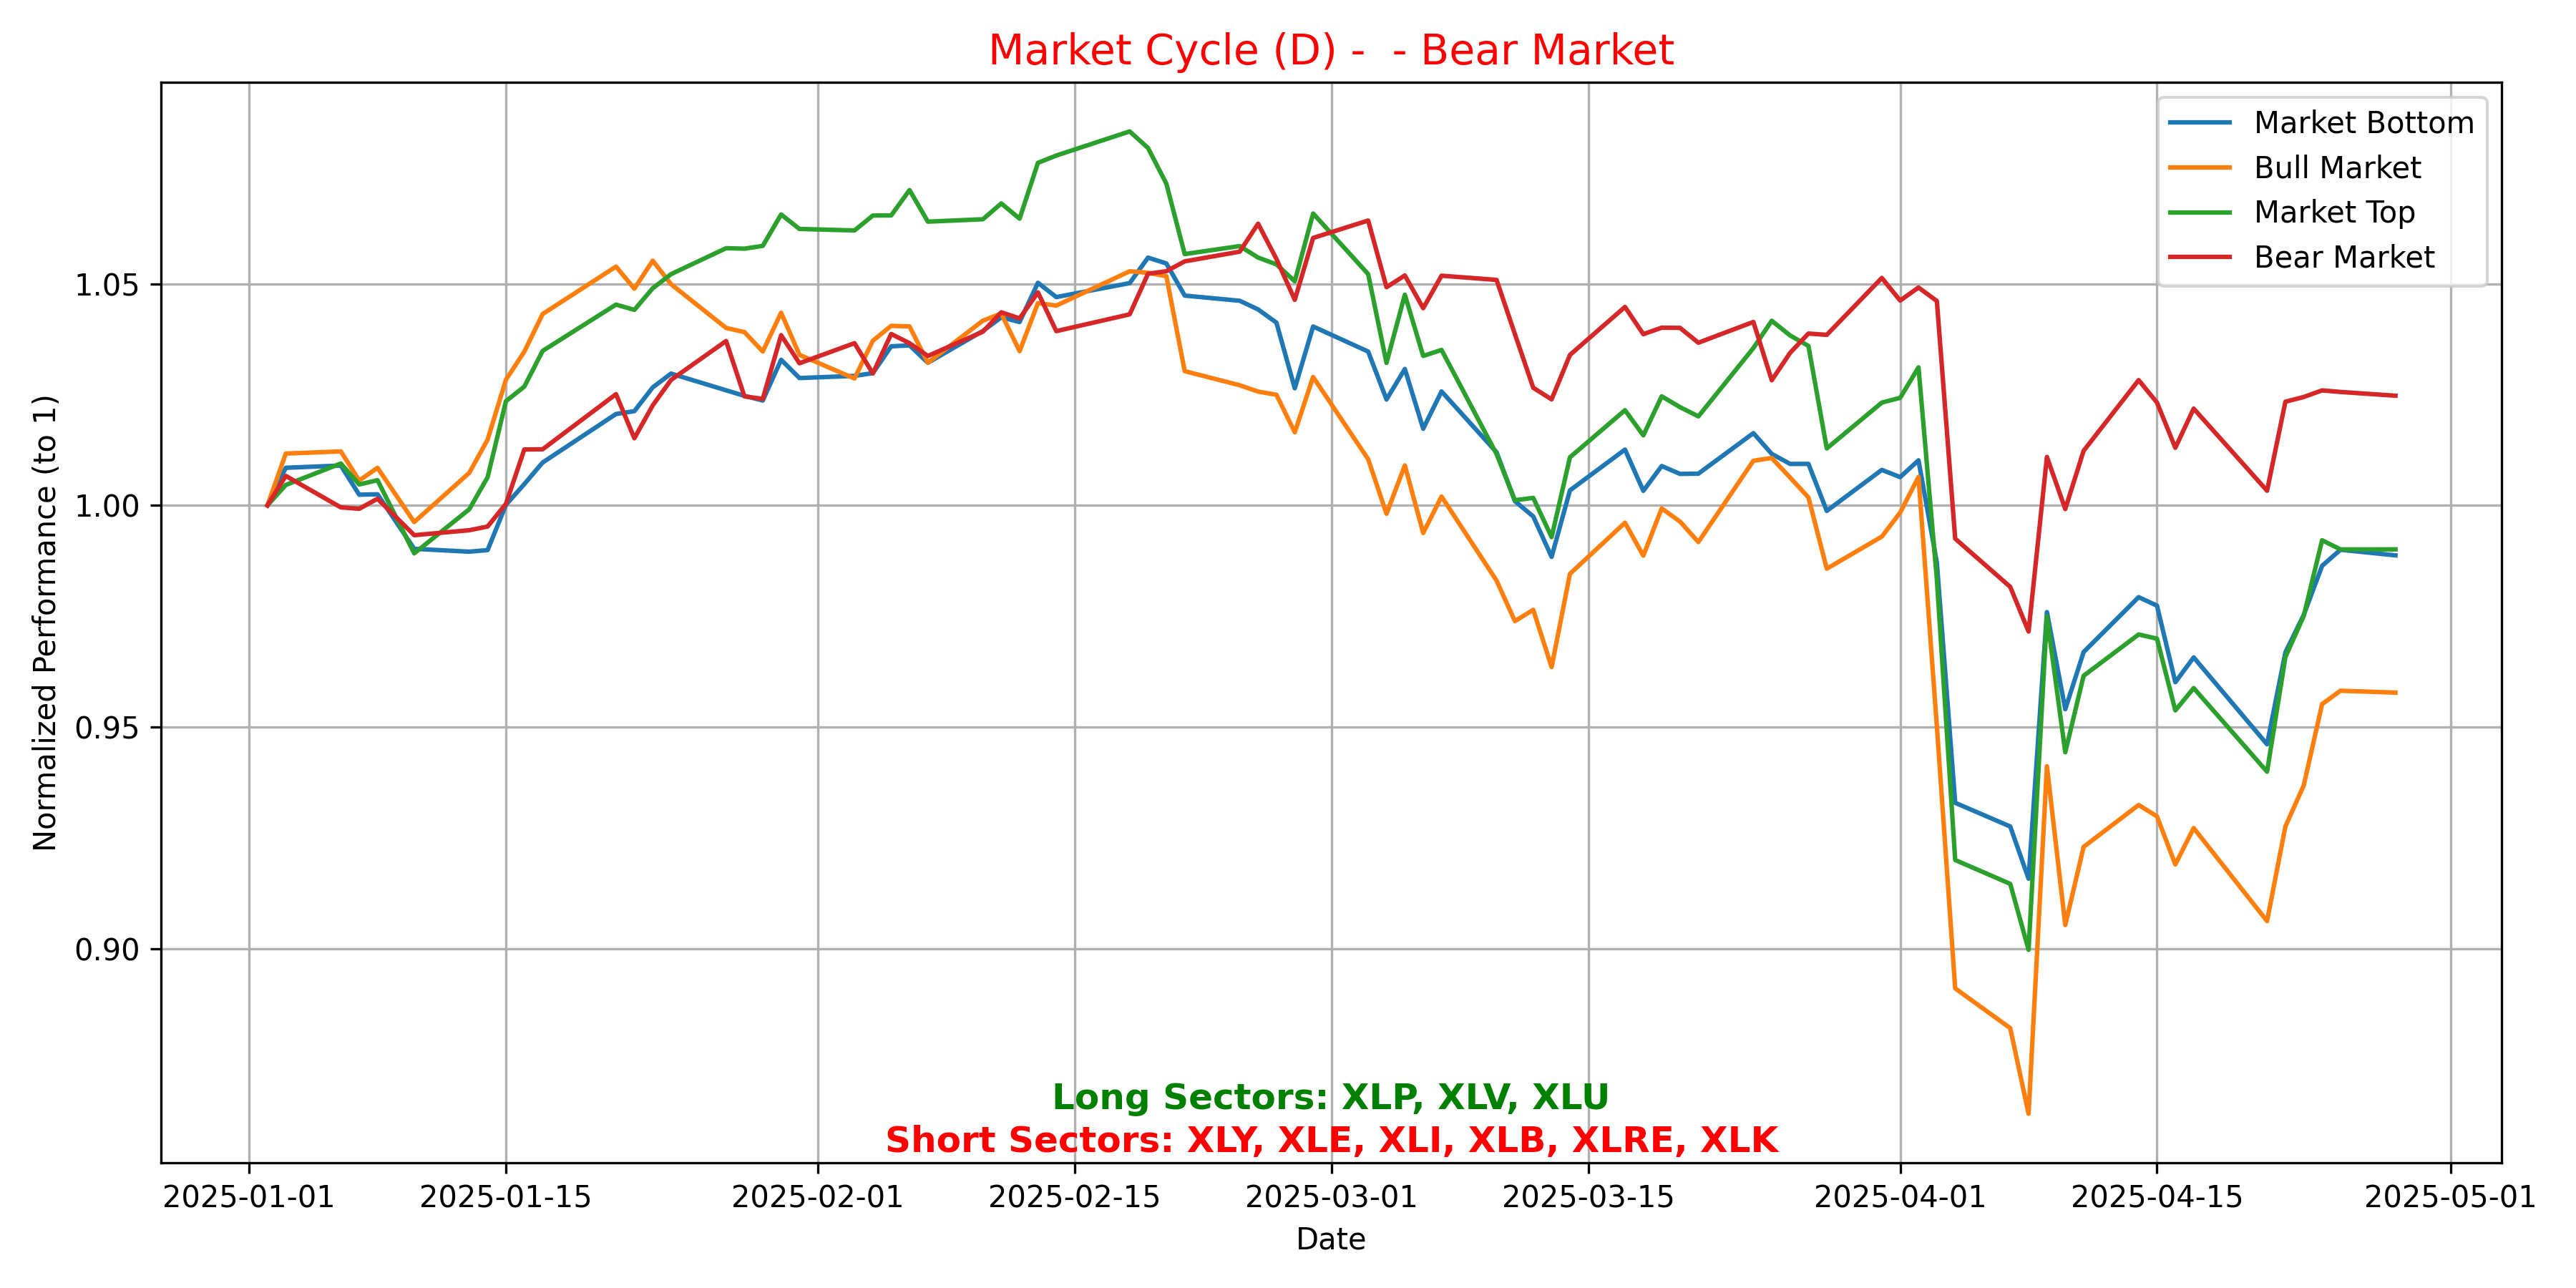 Market Cycle (D) -  - Bear Market
Market Bottom
Bull Market
Market Top
Bear Market
Normalized Performance (to 1)
1.05
1.00
0.95
0.90
Long Sectors: XLP, XLV, XLU
Short Sectors: XLY, XLE, XLI, XLB, XLRE, XLK
2025-01-01 2025-01-15 2025-02-01 2025-02-15 2025-03-01 2025-03-15 2025-04-01 2025-04-15 2025-05-01
Date